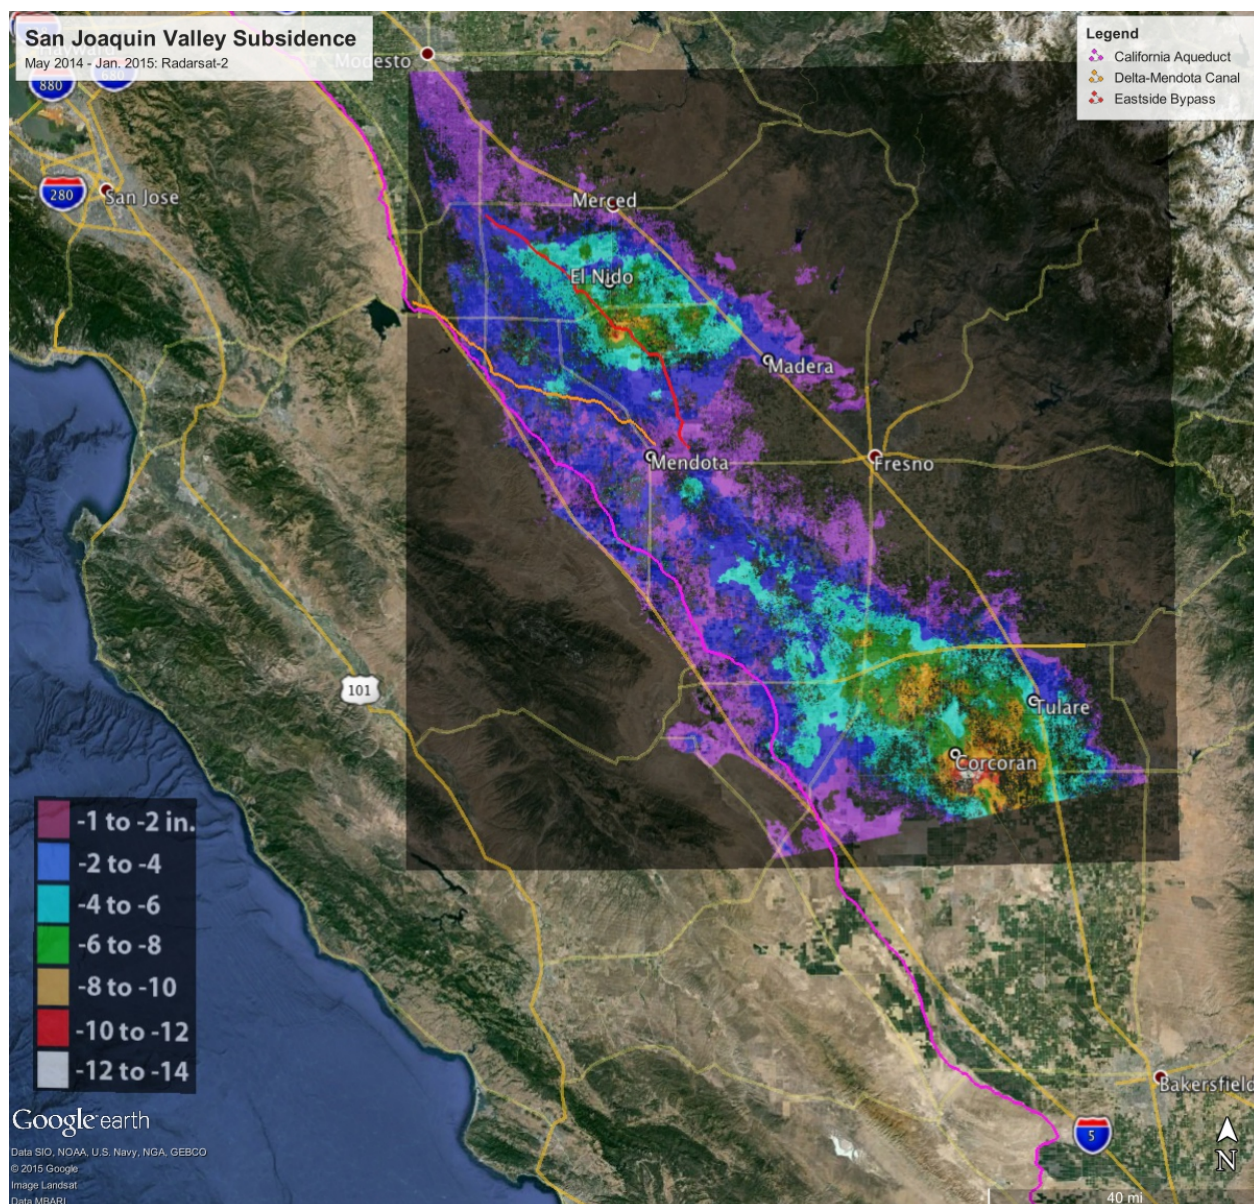 San Joaquin Valley Subsidence
May 2014 - Jan. 2015: Radarsat-2
Legend
California Aqueduct
Delta-Mendota Canal
Eastside Bypass
Modesto
880
680
280
San Jose
Merced
El Nido
Madera
Mendota
Fresno
101
Tulare
Corcoran
-1 to -2 in.
-2 to -4
-4 to -6
-6 to -8
-8 to -10
-10 to -12
-12 to -14
Bakersfield
5
N
40 mi
Google earth
Data SIO, NOAA, U.S. Navy, NGA, GEBCO
© 2015 Google
Image Landsat
Data MBARI